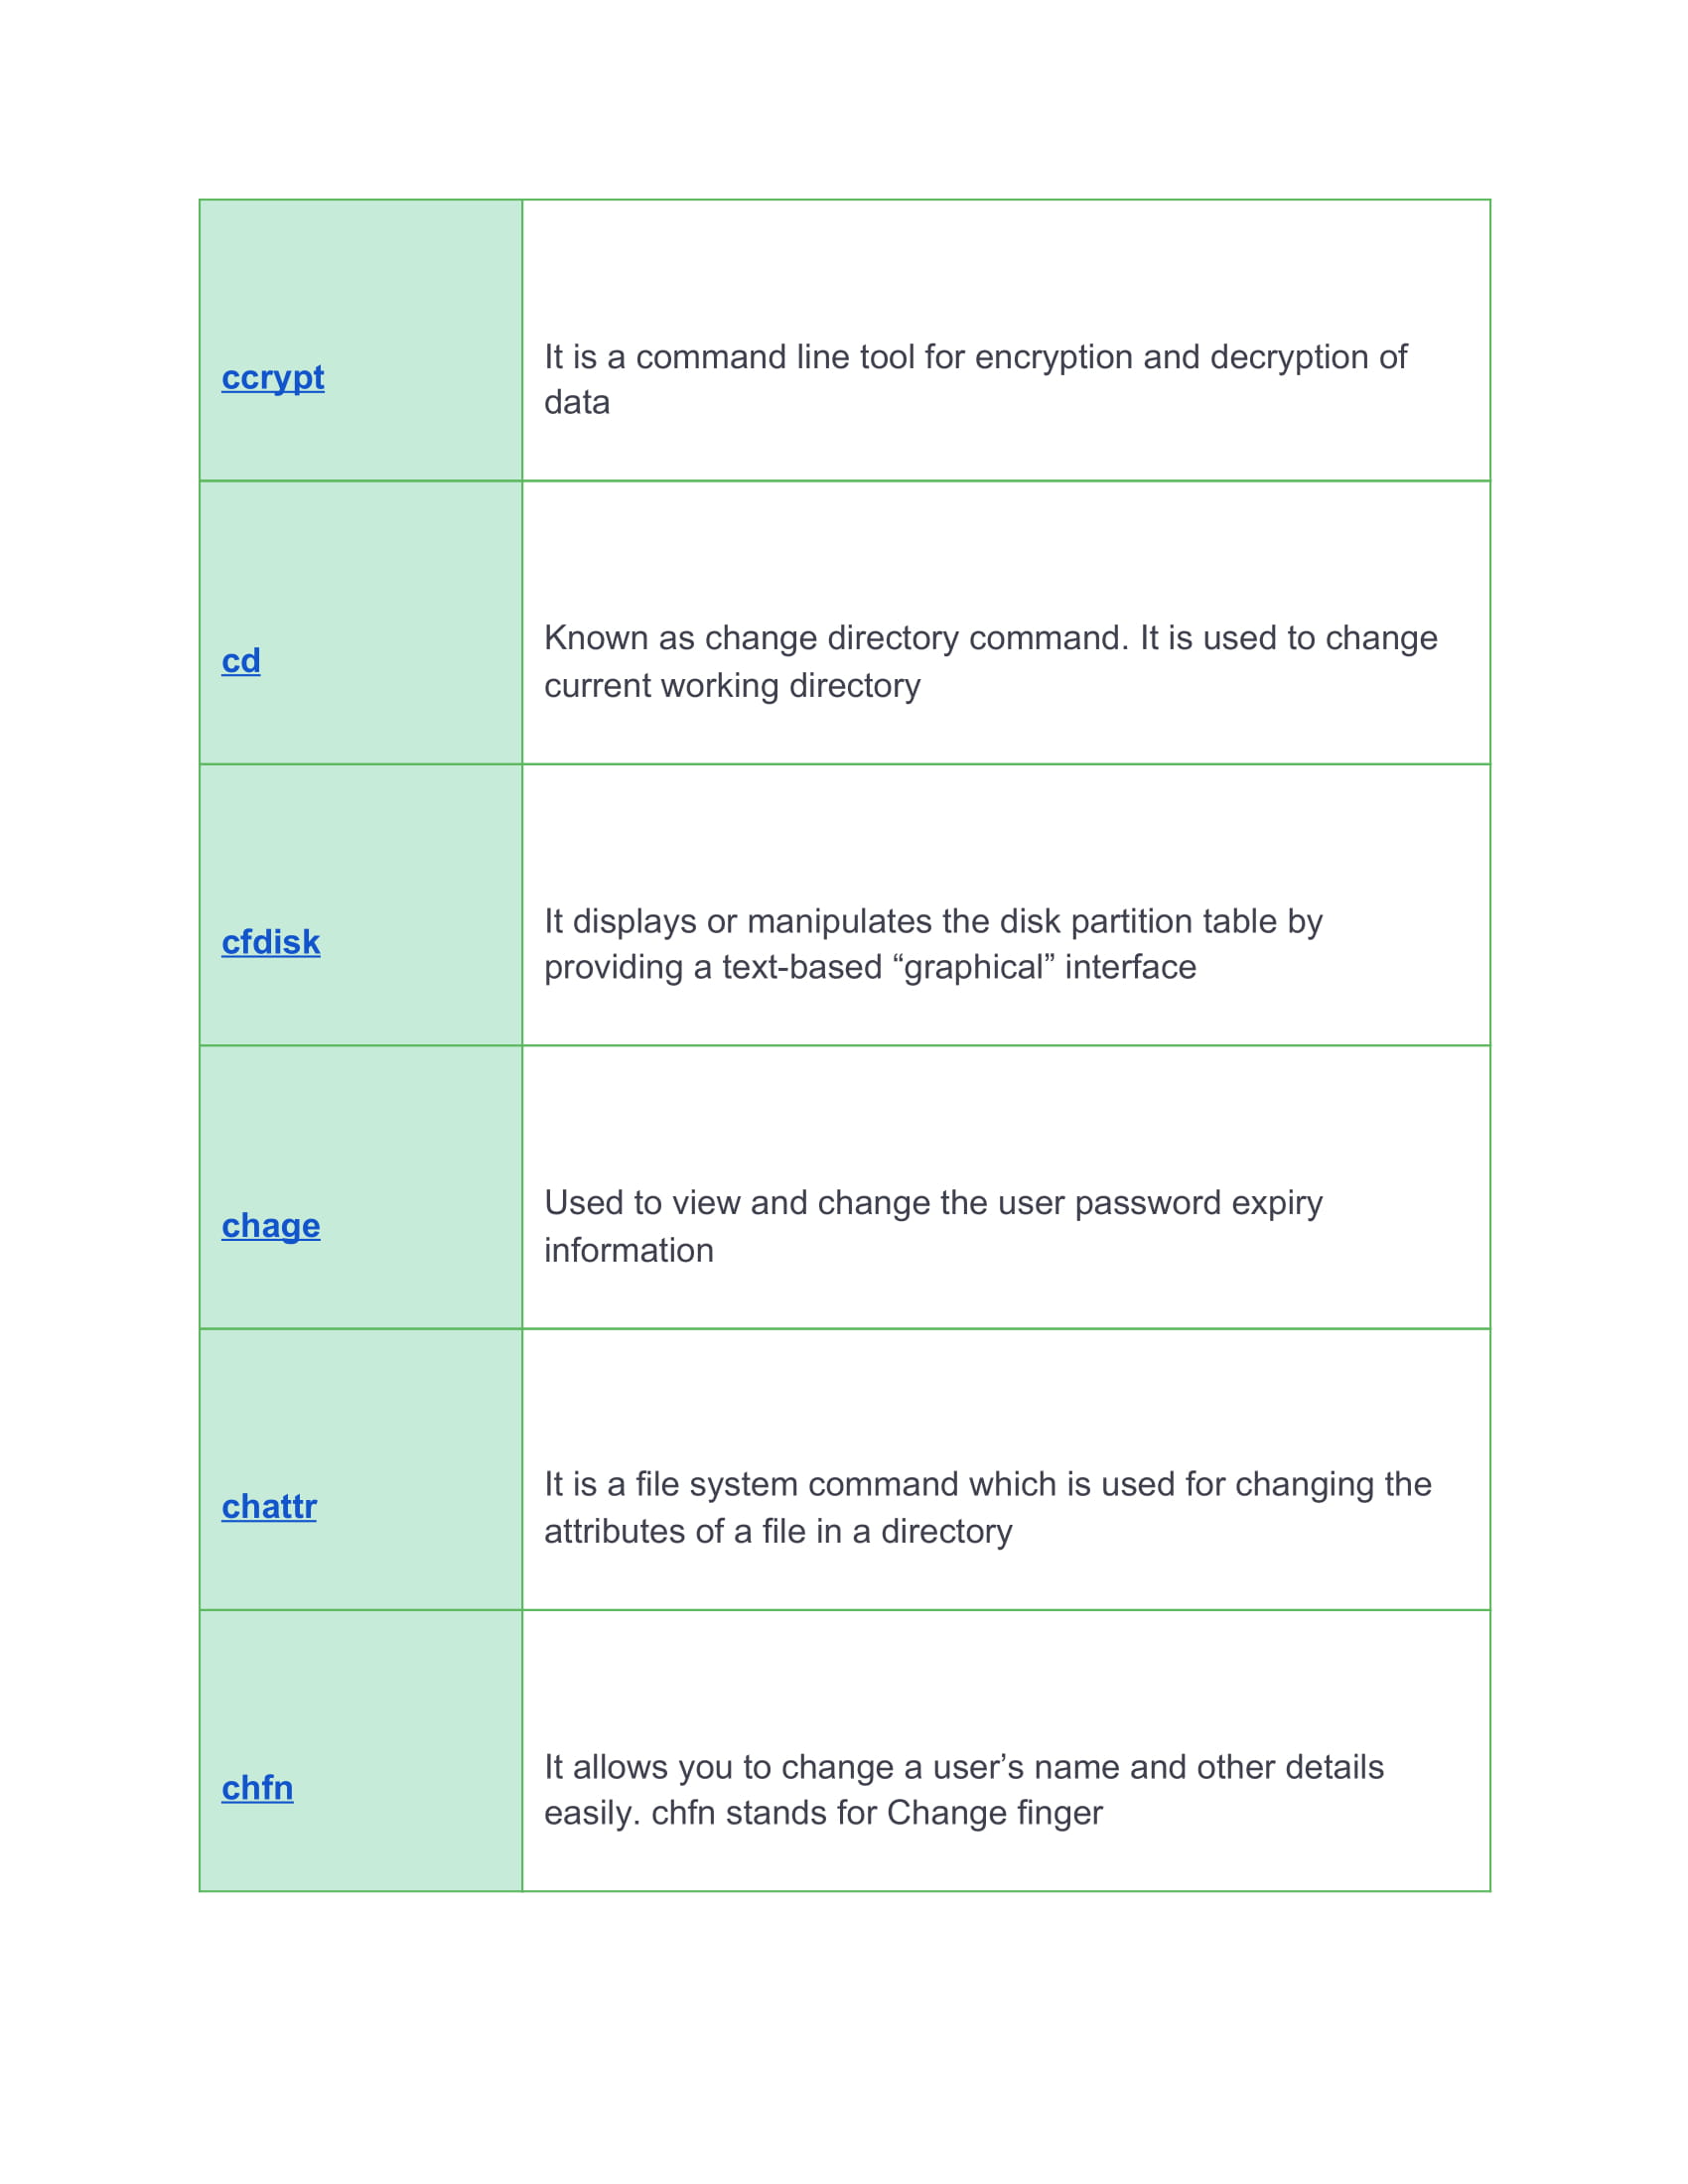 ccrypt
It is a command line tool for encryption and decryption of
data
cd
Known as change directory command. It is used to change
current working directory
cfdisk
It displays or manipulates the disk partition table by
providing a text-based “graphical” interface
chage
Used to view and change the user password expiry
information
chattr
It is a file system command which is used for changing the
attributes of a file in a directory
chfn
It allows you to change a user’s name and other details
easily. chfn stands for Change finger